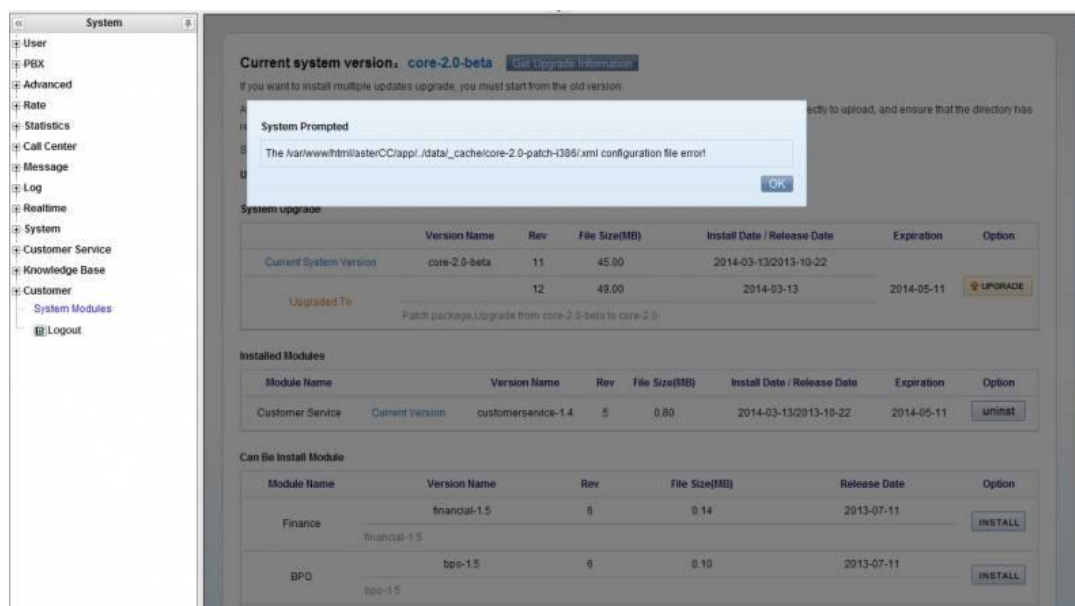 System
User
PBX
Advanced
Rate
Statistics
Call Center
Message
Log
Realtime
System
Customer Service
Knowledge Base
Customer
System Modules
Logout
Current system version: core-2.0-beta Get Upgrade Information
If you want to install multiple updates upgrade, you must start from the old version.
ectly to upload, and ensure that the directory has
System Prompted
The /var/www/html/asterCC/app/../data/_cache/core-2.0-patch-i386/.xml configuration file error!
OK
System Upgrade
Version Name Rev File Size(MB) Install Date / Release Date Expiration Option
Current System Version core-2.0-beta 11 45.00 2014-03-13/2013-10-22
Upgraded To 12 49.00 2014-03-13 2014-05-11 UPGRADE
Patch package,Upgrade from core-2.0-beta to core-2.0
Installed Modules
Module Name Version Name Rev File Size(MB) Install Date / Release Date Expiration Option
Customer Service Current Version customerservice-1.4 5 0.80 2014-03-13/2013-10-22 2014-05-11 uninst
Can Be Install Module
Module Name Version Name Rev File Size(MB) Release Date Option
Finance financial-1.5 6 0.14 2013-07-11 INSTALL
financial-1.5
BPO bpo-1.5 6 0.10 2013-07-11 INSTALL
bpo-1.5